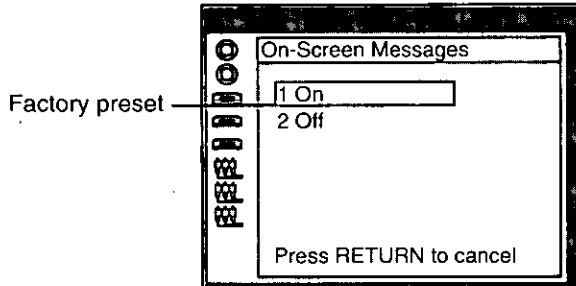 On-Screen Messages
Factory preset
1 On
2 Off
Press RETURN to cancel